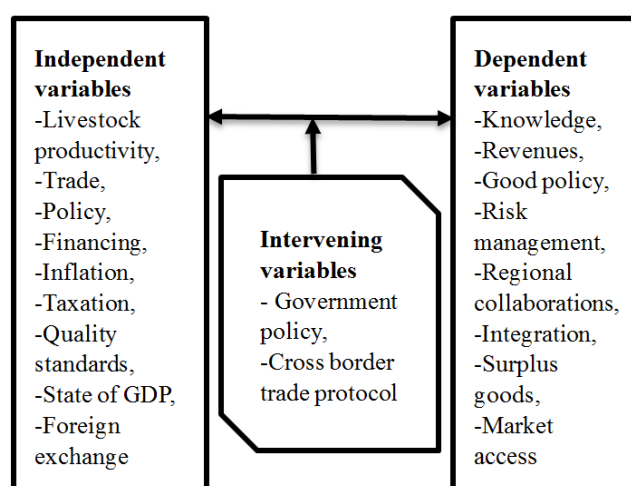 Independent
variables
-Livestock
productivity,
-Trade,
-Policy,
-Financing,
-Inflation,
-Taxation,
-Quality
standards,
-State of GDP,
-Foreign
exchange
Intervening
variables
- Government
policy,
-Cross border
trade protocol
Dependent
variables
-Knowledge,
-Revenues,
-Good policy,
-Risk
management,
-Regional
collaborations,
-Integration,
-Surplus
goods,
-Market
access